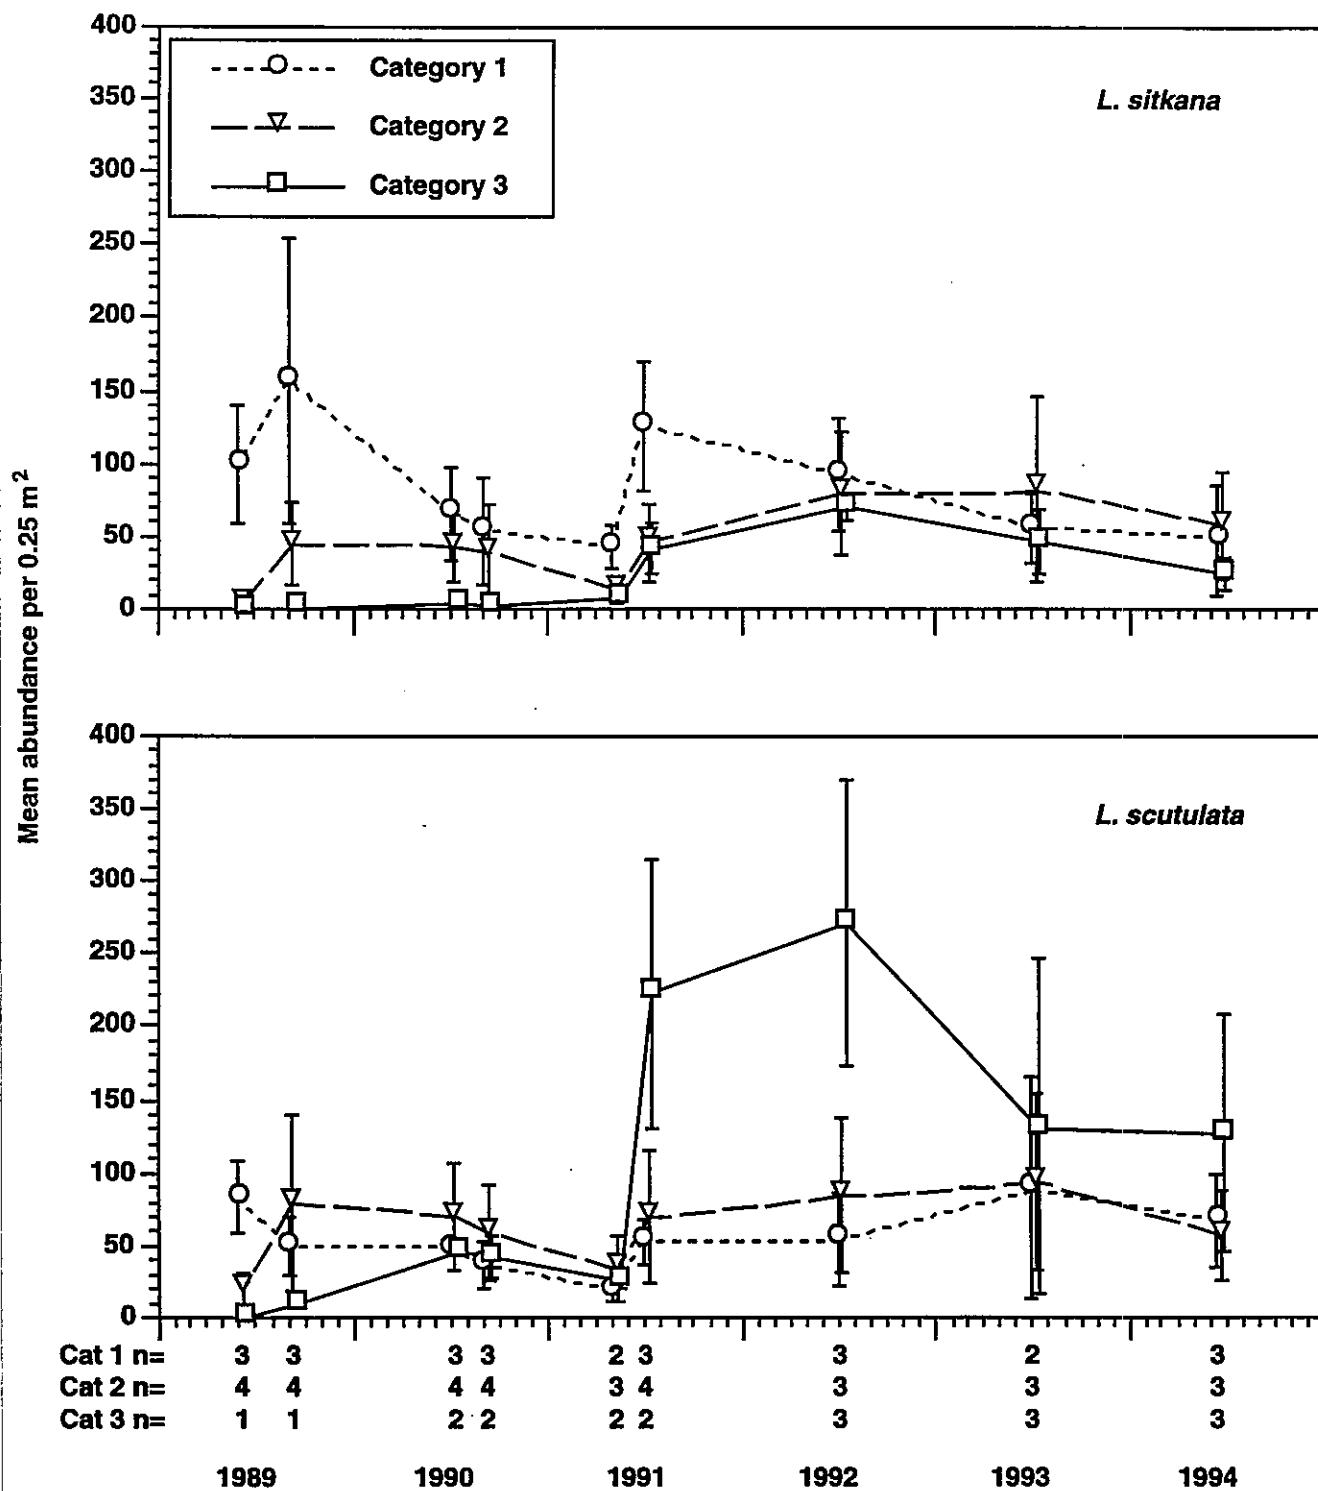 400
350
300
250
200
150
100
50
0
Category 1
Category 2
Category 3
L. sitkana
Mean abundance per 0.25 m²
400
350
300
250
200
150
100
50
0
L. scutulata
Cat 1 n= 3 3 3 3 2 3 3 2 3
Cat 2 n= 4 4 4 4 3 4 3 3 3
Cat 3 n= 1 1 2 2 2 2 3 3 3
1989 1990 1991 1992 1993 1994